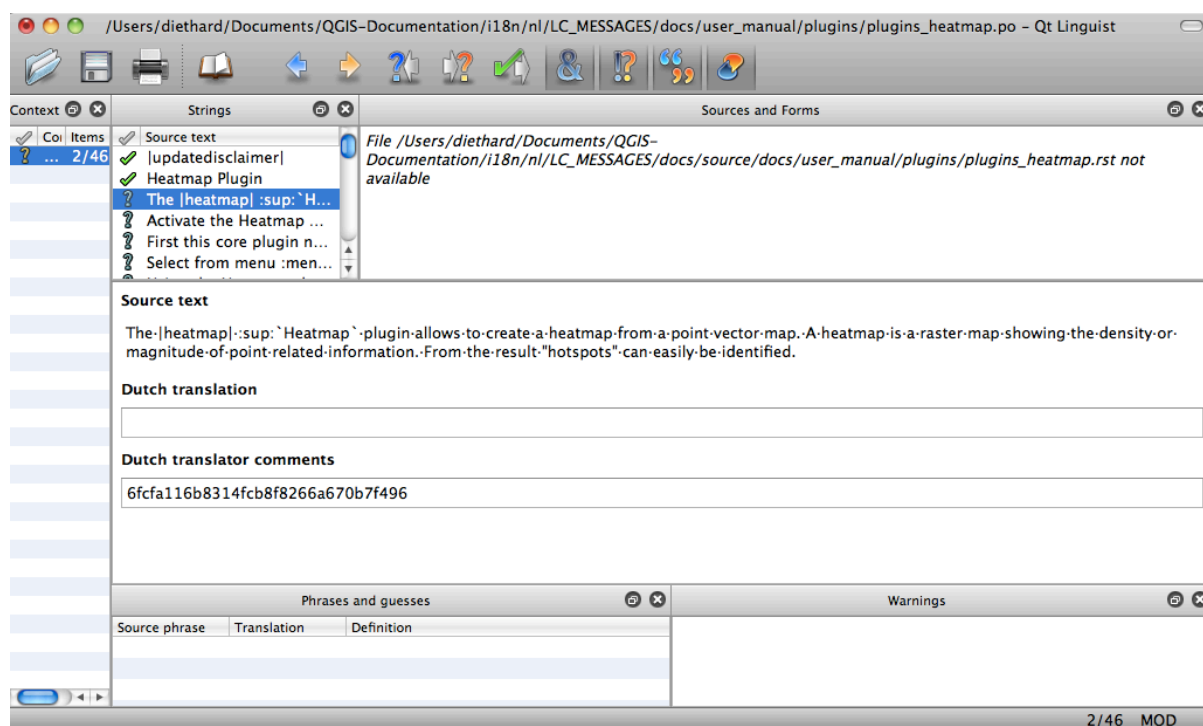 /Users/diethard/Documents/QGIS-Documentation/i18n/nl/LC_MESSAGES/docs/user_manual/plugins/plugins_heatmap.po – Qt Linguist
Context
Strings
Sources and Forms
Items
2/46
Source text
|updatedisclaimer|
Heatmap Plugin
The |heatmap| :sup:`H...
Activate the Heatmap ...
First this core plugin n...
Select from menu :men...
File /Users/diethard/Documents/QGIS-
Documentation/i18n/nl/LC_MESSAGES/docs/source/docs/user_manual/plugins/plugins_heatmap.rst not
available
Source text
The·|heatmap|·:sup:`Heatmap`·plugin·allows·to·create·a·heatmap·from·a·point·vector·map.·A·heatmap·is·a·raster·map·showing·the·density·or·
magnitude·of·point·related·information.·From·the·result·"hotspots"·can·easily·be·identified.
Dutch translation
Dutch translator comments
6fcfa116b8314fcb8f8266a670b7f496
Phrases and guesses
Warnings
Source phrase Translation Definition
2/46 MOD